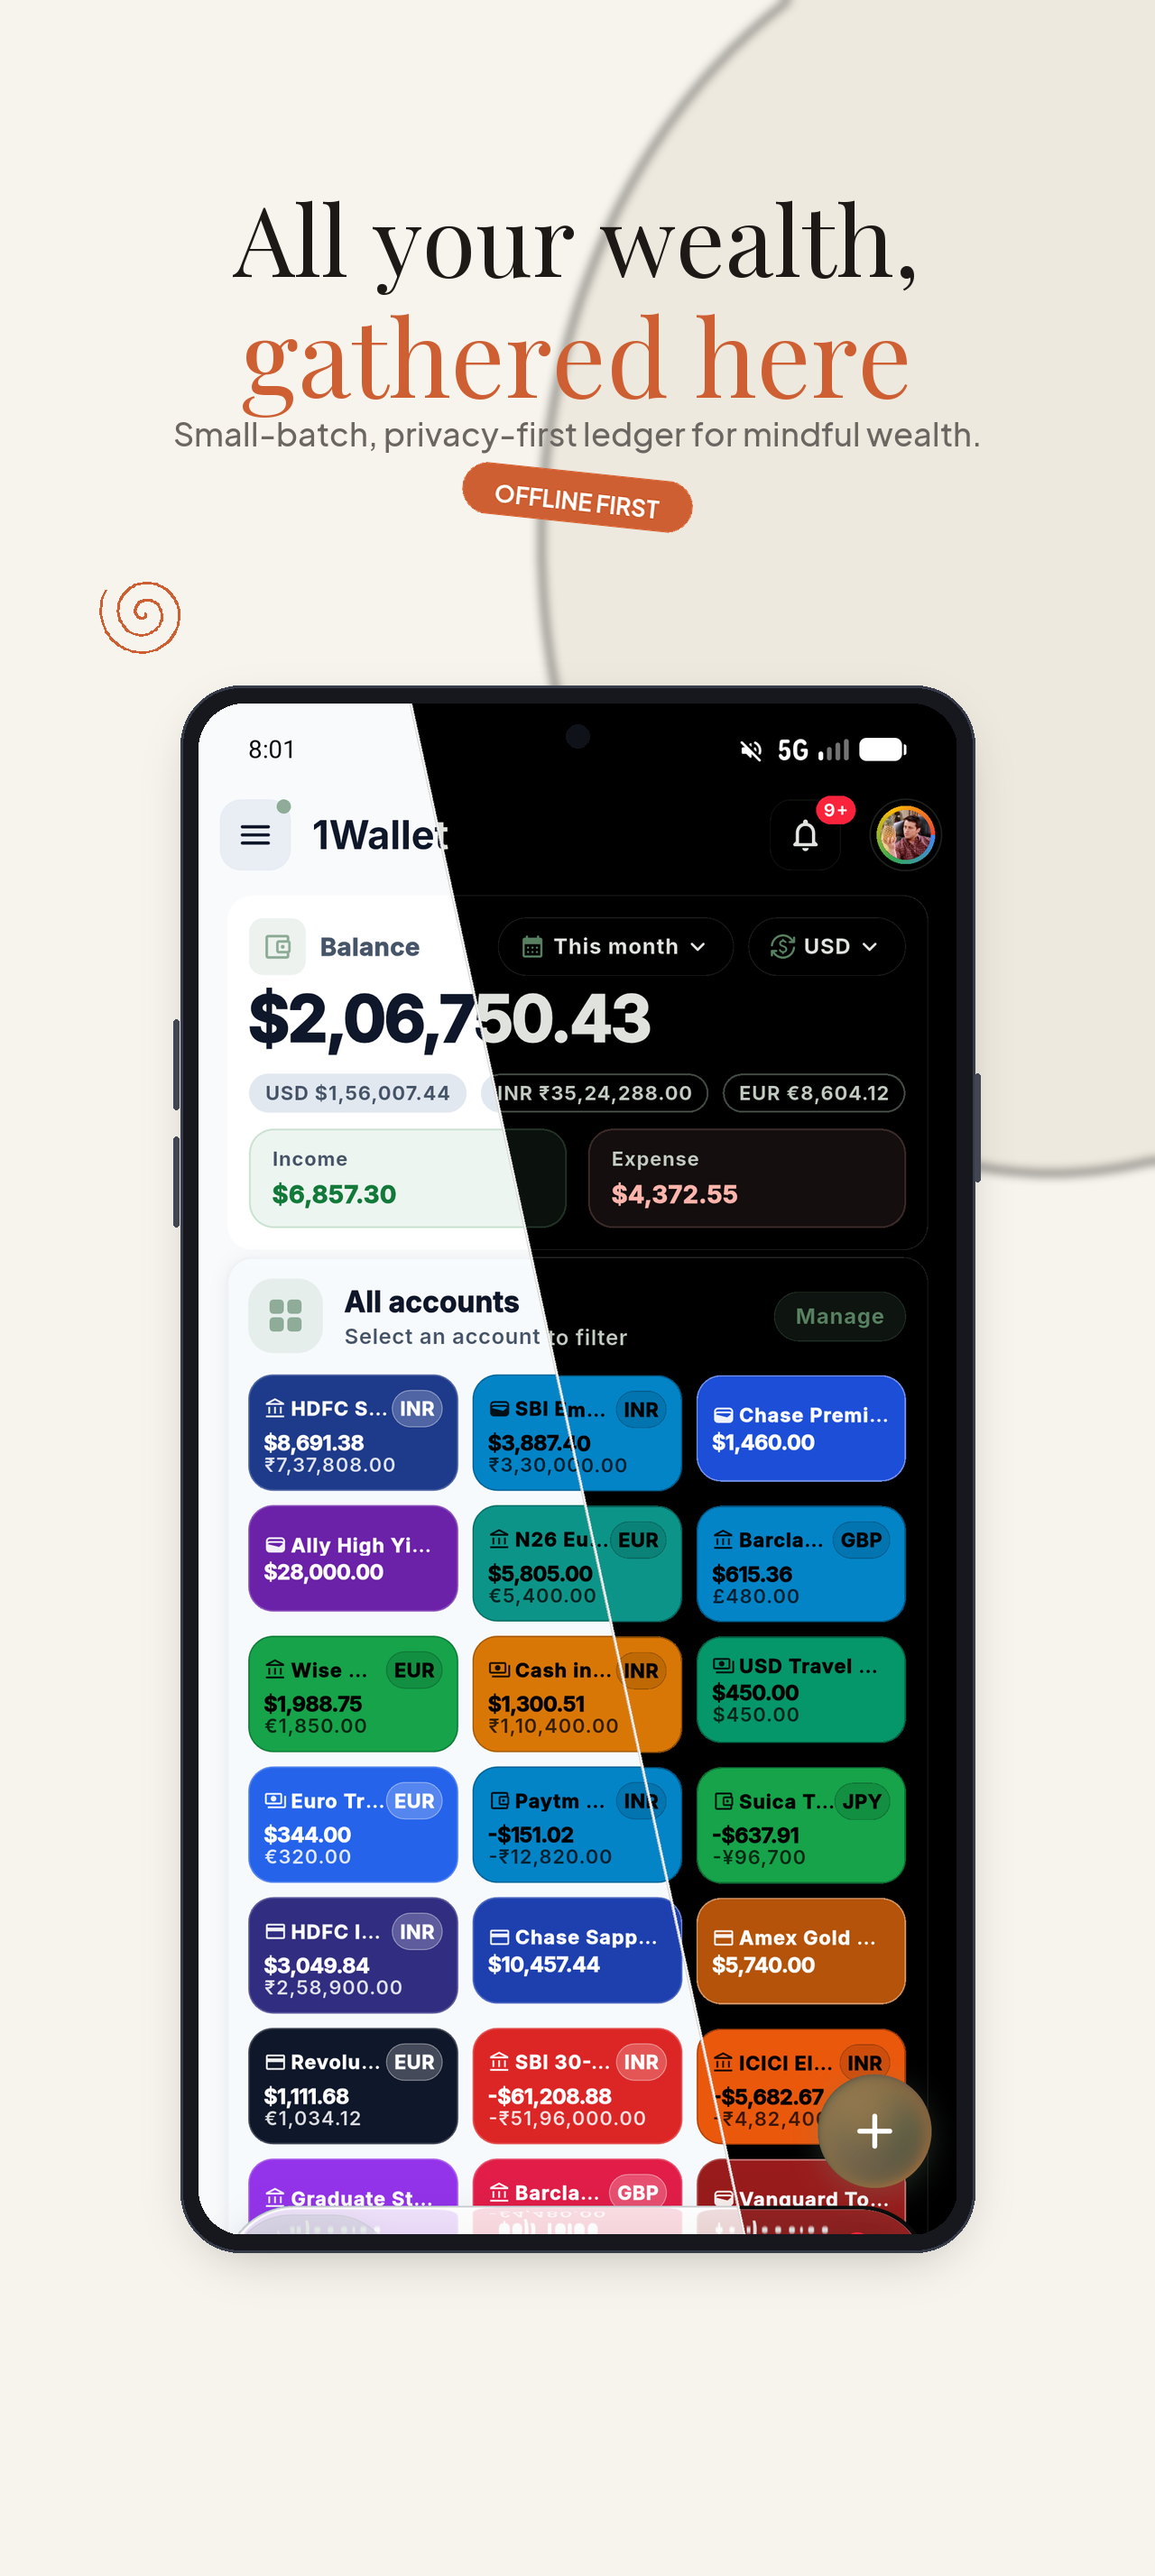 All your wealth,
gathered here
Small-batch, privacy-first ledger for mindful wealth.
OFFLINE FIRST
8:01 5G
1Wallet 9+
Balance This month USD
$2,06,750.43
USD $1,56,007.44 INR ₹35,24,288.00 EUR €8,604.12
Income Expense
$6,857.30 $4,372.55
All accounts
Select an account to filter Manage
HDFC S... INR SBI Em... INR Chase Premi...
$8,691.38 $3,887.40 $1,460.00
₹7,37,808.00 ₹3,30,000.00
Ally High Yi... N26 Eu... EUR Barcla... GBP
$28,000.00 $5,805.00 $615.36
€5,400.00 £480.00
Wise ... EUR Cash in... INR USD Travel ...
$1,988.75 $1,300.51 $450.00
€1,850.00 ₹1,10,400.00 $450.00
Euro Tr... EUR Paytm ... INR Suica T... JPY
$344.00 -$151.02 -$637.91
€320.00 -₹12,820.00 -¥96,700
HDFC I... INR Chase Sapp... Amex Gold ...
$3,049.84 $10,457.44 $5,740.00
₹2,58,900.00
Revolu... EUR SBI 30-... INR ICICI El... INR
$1,111.68 -$61,208.88 -$5,682.67
€1,034.12 -₹51,96,000.00 -₹4,82,400
Graduate St... Barcla... GBP Vanguard To...